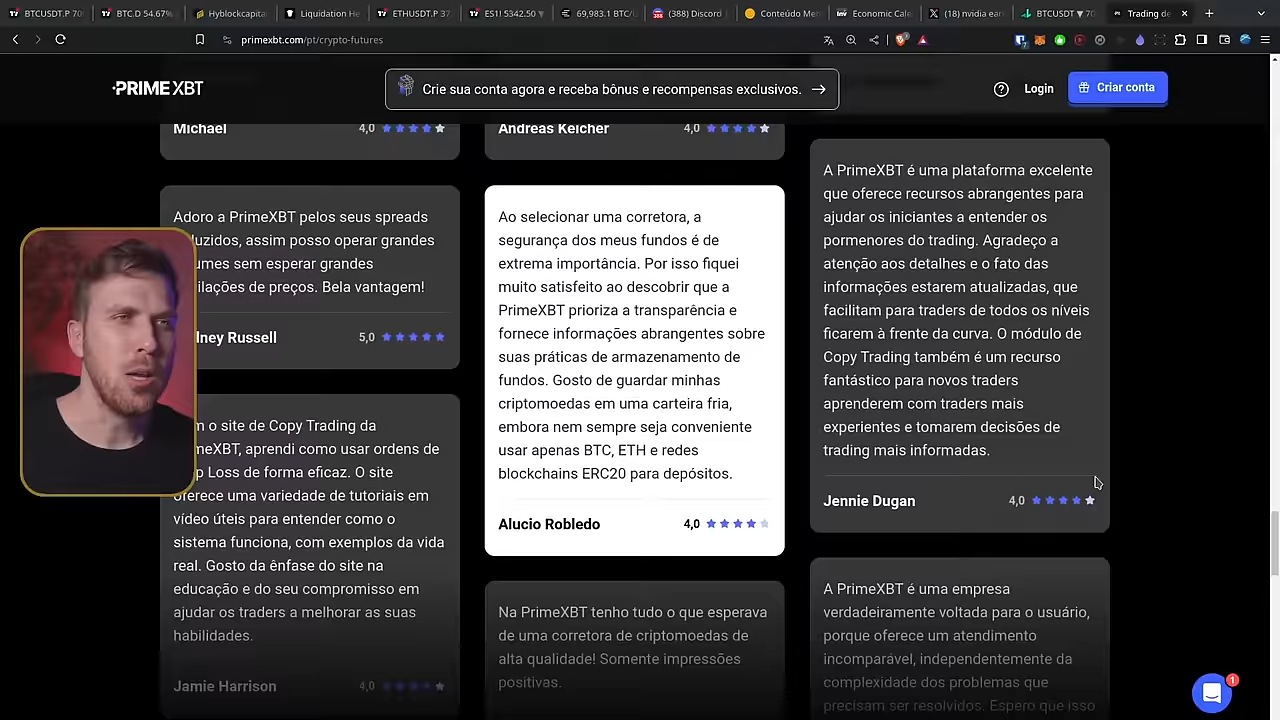 BTCUSDT.P 70
BTC.D 54.67%
Hyblockcapital
Liquidation He
ETHUSDT.P 37
ES1! 5342.50
69,983.1 BTC/U
(388) Discord
Conteúdo Men
Economic Cale
(18) nvidia earn
BTCUSDT ▼ 70
Trading de
primexbt.com/pt/crypto-futures
PRIME XBT
Crie sua conta agora e receba bônus e recompensas exclusivos. →
Login
Criar conta
Michael 4,0
Andreas Keicher 4,0
Adoro a PrimeXBT pelos seus spreads
assim posso operar grandes
sem esperar grandes
de preços. Bela vantagem!
Russell 5,0
o site de Copy Trading da
aprendi como usar ordens de
Loss de forma eficaz. O site
oferece uma variedade de tutoriais em
vídeo úteis para entender como o
sistema funciona, com exemplos da vida
real. Gosto da ênfase do site na
educação e do seu compromisso em
ajudar os traders a melhorar as suas
habilidades.
Jamie Harrison 4,0
Ao selecionar uma corretora, a
segurança dos meus fundos é de
extrema importância. Por isso fiquei
muito satisfeito ao descobrir que a
PrimeXBT prioriza a transparência e
fornece informações abrangentes sobre
suas práticas de armazenamento de
fundos. Gosto de guardar minhas
criptomoedas em uma carteira fria,
embora nem sempre seja conveniente
usar apenas BTC, ETH e redes
blockchains ERC20 para depósitos.
Alucio Robledo 4,0
Na PrimeXBT tenho tudo o que esperava
de uma corretora de criptomoedas de
alta qualidade! Somente impressões
positivas.
A PrimeXBT é uma plataforma excelente
que oferece recursos abrangentes para
ajudar os iniciantes a entender os
pormenores do trading. Agradeço a
atenção aos detalhes e o fato das
informações estarem atualizadas, que
facilitam para traders de todos os níveis
ficarem à frente da curva. O módulo de
Copy Trading também é um recurso
fantástico para novos traders
aprenderem com traders mais
experientes e tomarem decisões de
trading mais informadas.
Jennie Dugan 4,0
A PrimeXBT é uma empresa
verdadeiramente voltada para o usuário,
porque oferece um atendimento
incomparável, independentemente da
complexidade dos problemas que
precisam ser resolvidos. Espero que isso
1